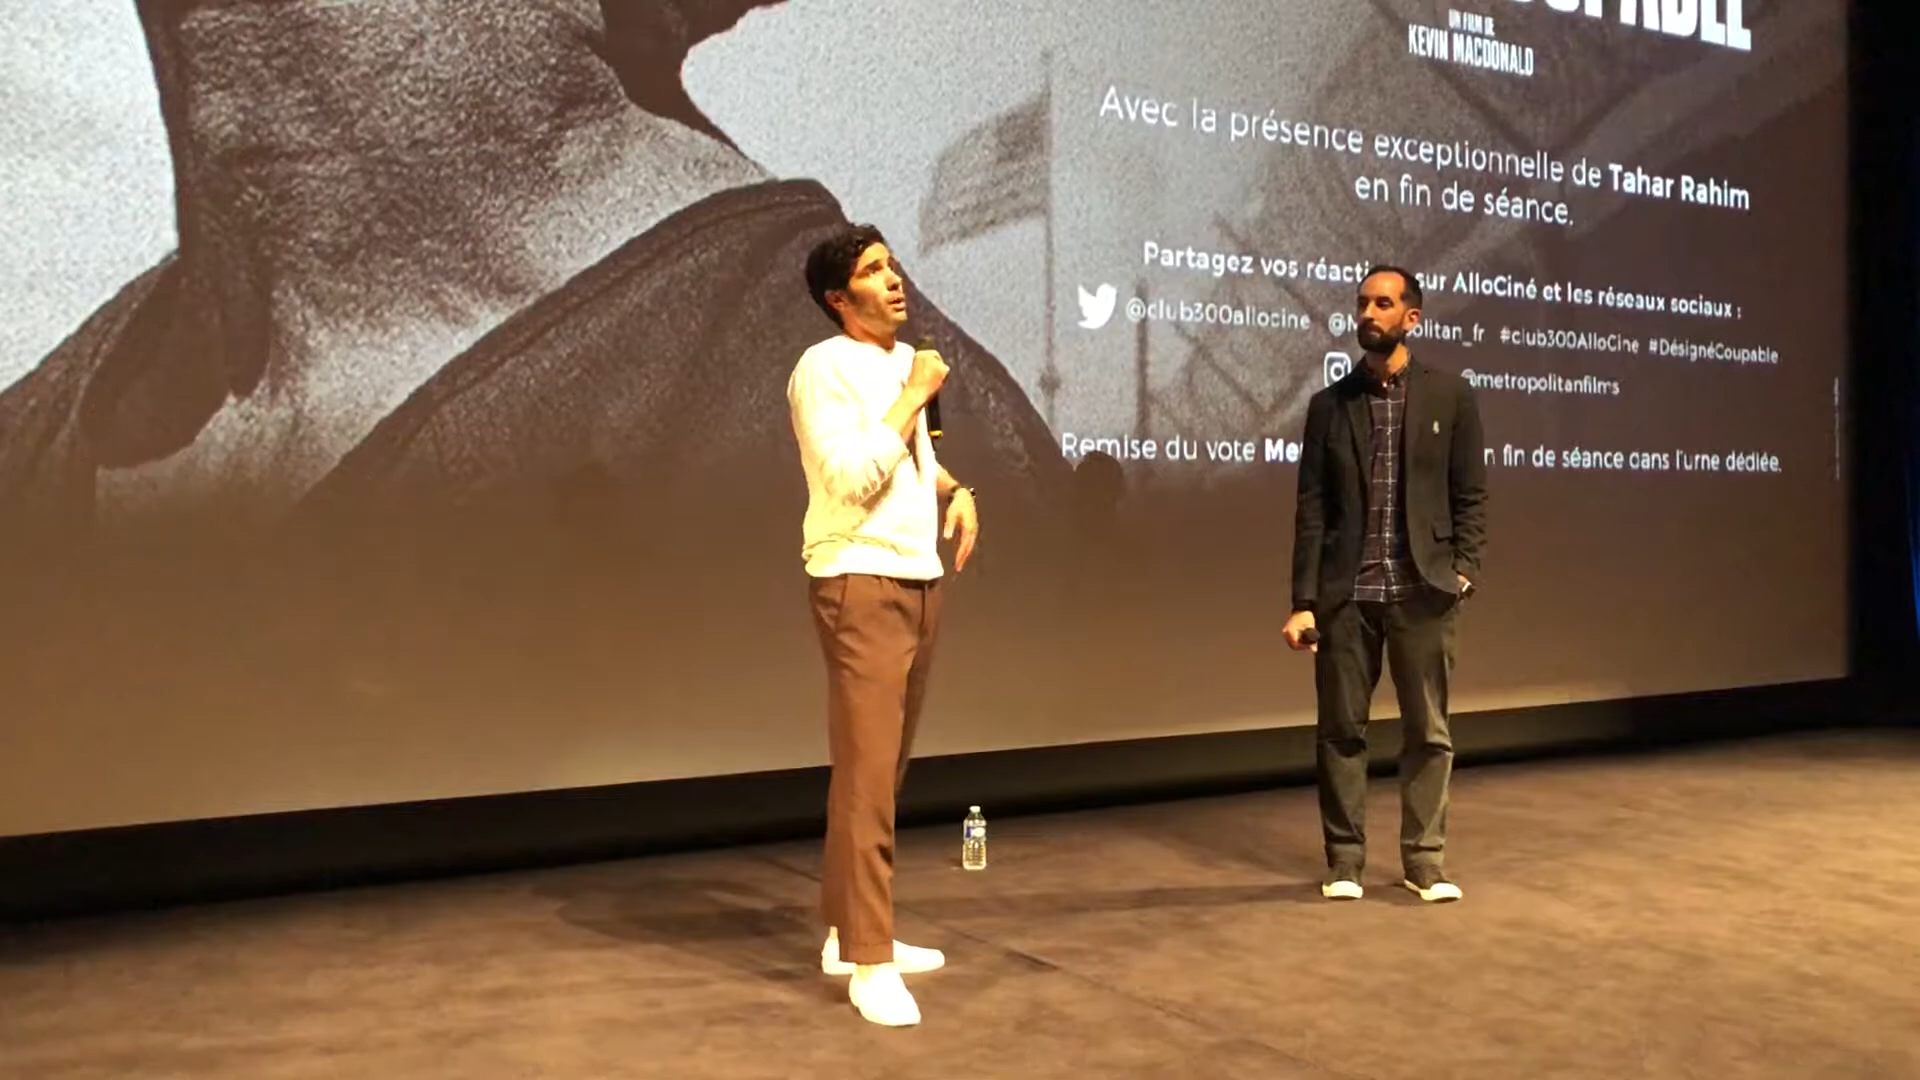 UN FILM DE
KEVIN MACDONALD
Avec la présence exceptionnelle de Tahar Rahim
en fin de séance.
Partagez vos sur AlloCiné et les réseaux sociaux :
@club300allocine #club300AlloCine #DésignéCoupable
@metropolitanfilms
Remise du vote fin de séance dans l'urne dédiée.